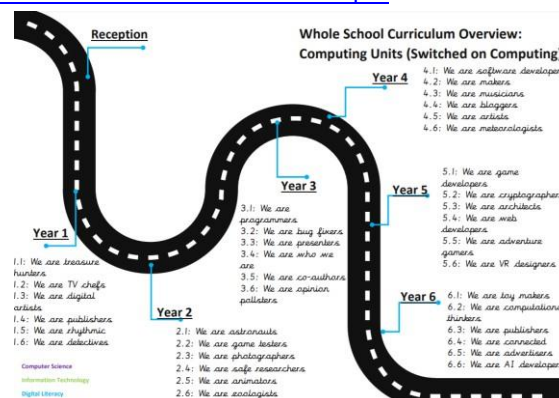 Reception
Whole School Curriculum Overview:
Computing Units (Switched on Computing)
Year 4
4.1: We are software developer
4.2: We are makers
4.3: We are musicians
4.4: We are bloggers
4.5: We are artists
4.6: We are meteorologists
Year 3
3.1: We are
programmers
3.2: We are bug fixers
3.3: We are presenters
3.4: We are who we
are
3.5: We are co-authors
3.6: We are opinion
pollsters
Year 5
5.1: We are game
developers
5.2: We are cryptographer
5.3: We are architects
5.4: We are web
developers
5.5: We are adventure
gamers
5.6: We are VR designers
Year 1
1.1: We are treasure
hunters
1.2: We are TV chefs
1.3: We are digital
artists
1.4: We are publishers
1.5: We are rhythmic
1.6: We are detectives
Year 2
2.1: We are astronauts
2.2: We are game testers
2.3: We are photographers
2.4: We are safe researchers
2.5: We are animators
2.6: We are zoologists
Year 6
6.1: We are toy makers
6.2: We are computationa
thinkers
6.3: We are publishers
6.4: We are connected
6.5: We are advertisers
6.6: We are AI developer
Computer Science
Information Technology
Digital Literacy